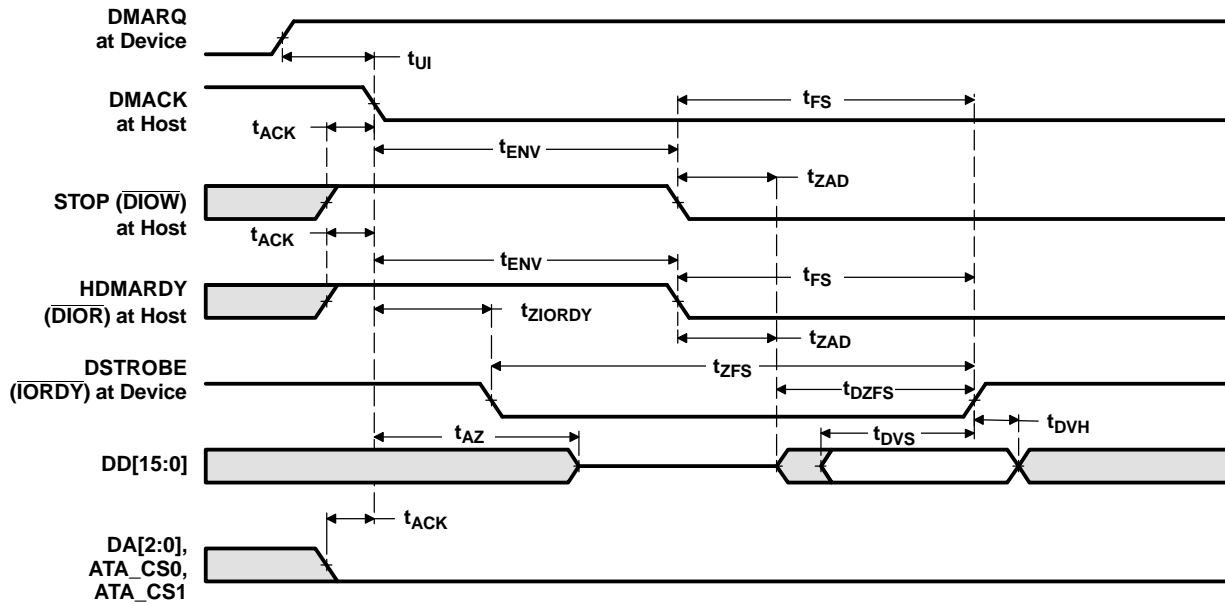 DMARQ
at Device
tUI
DMACK
at Host
tFS
tACK
tENV
tZAD
STOP (DIOW)
at Host
tACK
tENV
tFS
HDMARDY
(DIOR) at Host
tZIORDY
tZAD
DSTROBE
(IORDY) at Device
tZFS
tDZFS
tAZ
tDVS
tDVH
DD[15:0]
tACK
DA[2:0],
ATA_CS0,
ATA_CS1